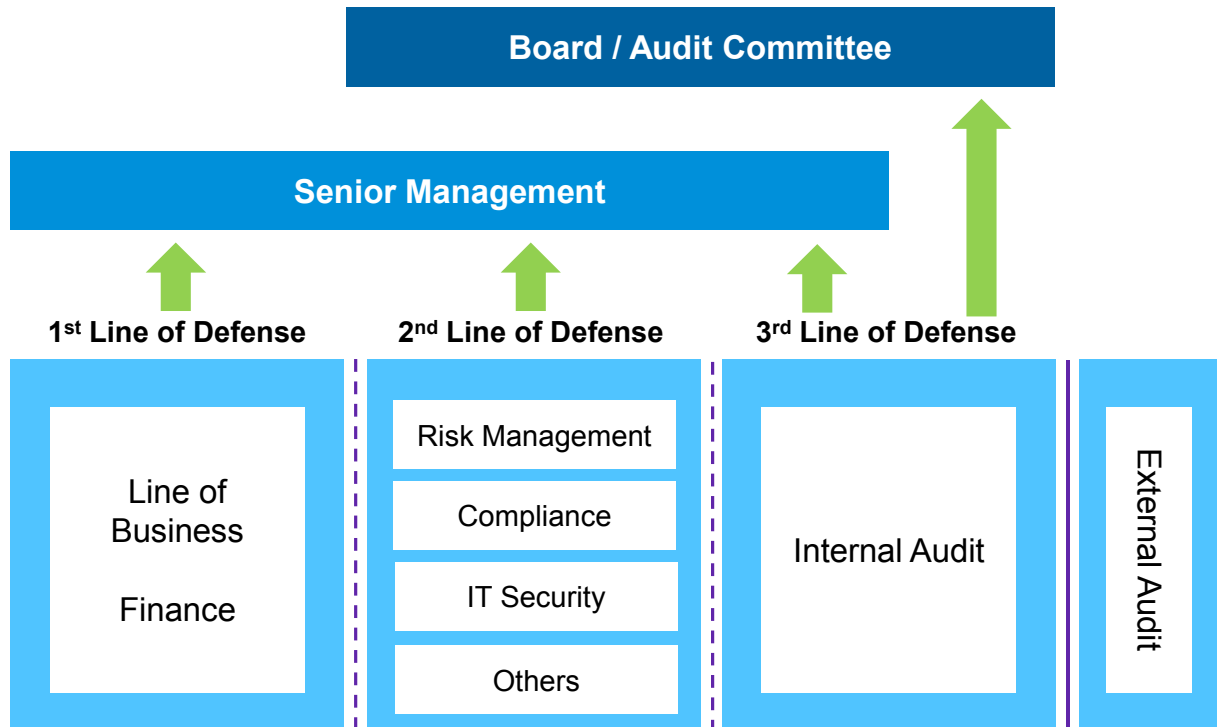 Board / Audit Committee
Senior Management
1st Line of Defense
2nd Line of Defense
3rd Line of Defense
Line of
Business
Finance
Risk Management
Compliance
IT Security
Others
Internal Audit
External Audit